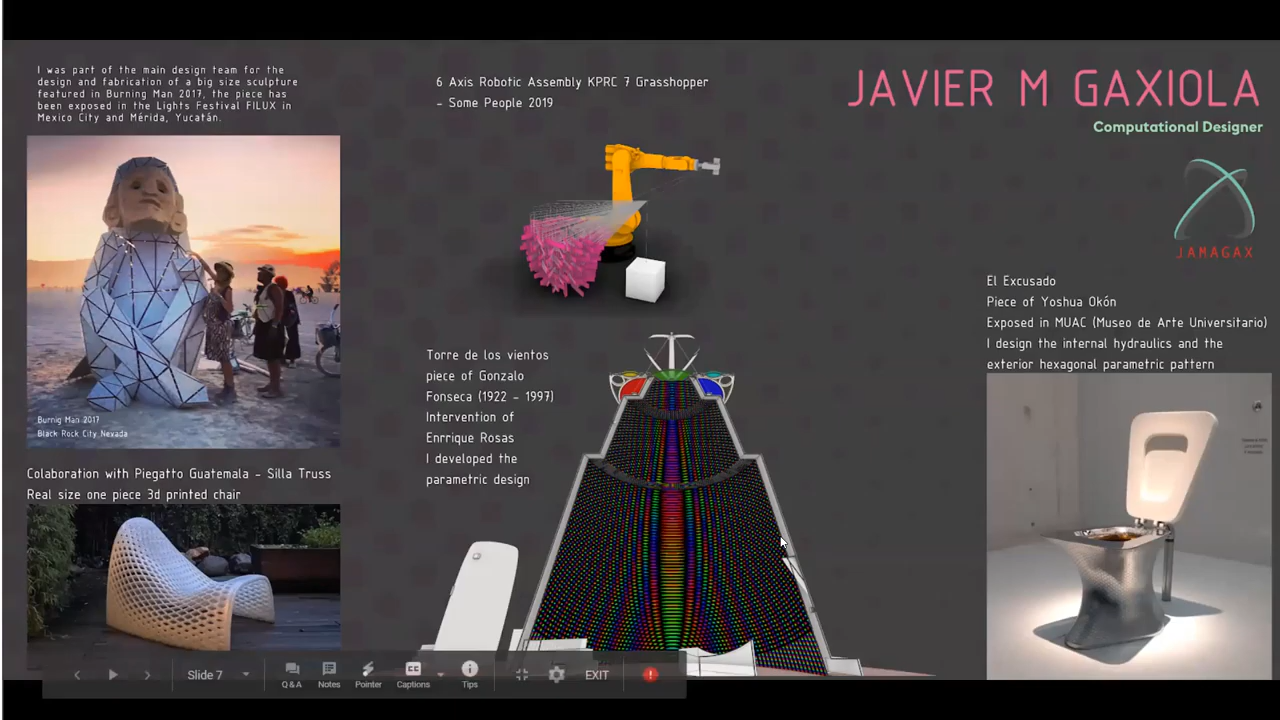 I was part of the main design team for the
design and fabrication of a big size sculpture
featured in Burning Man 2017, the piece has
been exposed in the Lights Festival FILUX in
Mexico City and Mérida, Yucatán.
Burnig Man 2017
Black Rock City Nevada
Colaboration with Piegatto Guatemala - Silla Truss
Real size one piece 3d printed chair
6 Axis Robotic Assembly KPRC 7 Grasshopper
- Some People 2019
Torre de los vientos
piece of Gonzalo
Fonseca (1922 - 1997)
Intervention of
Enrrique Rosas
I developed the
parametric design
JAVIER M GAXIOLA
Computational Designer
JAMAGAX
El Excusado
Piece of Yoshua Okón
Exposed in MUAC (Museo de Arte Universitario)
I design the internal hydraulics and the
exterior hexagonal parametric pattern
Slide 7
Q & A
Notes
Pointer
CC
Captions
Tips
EXIT